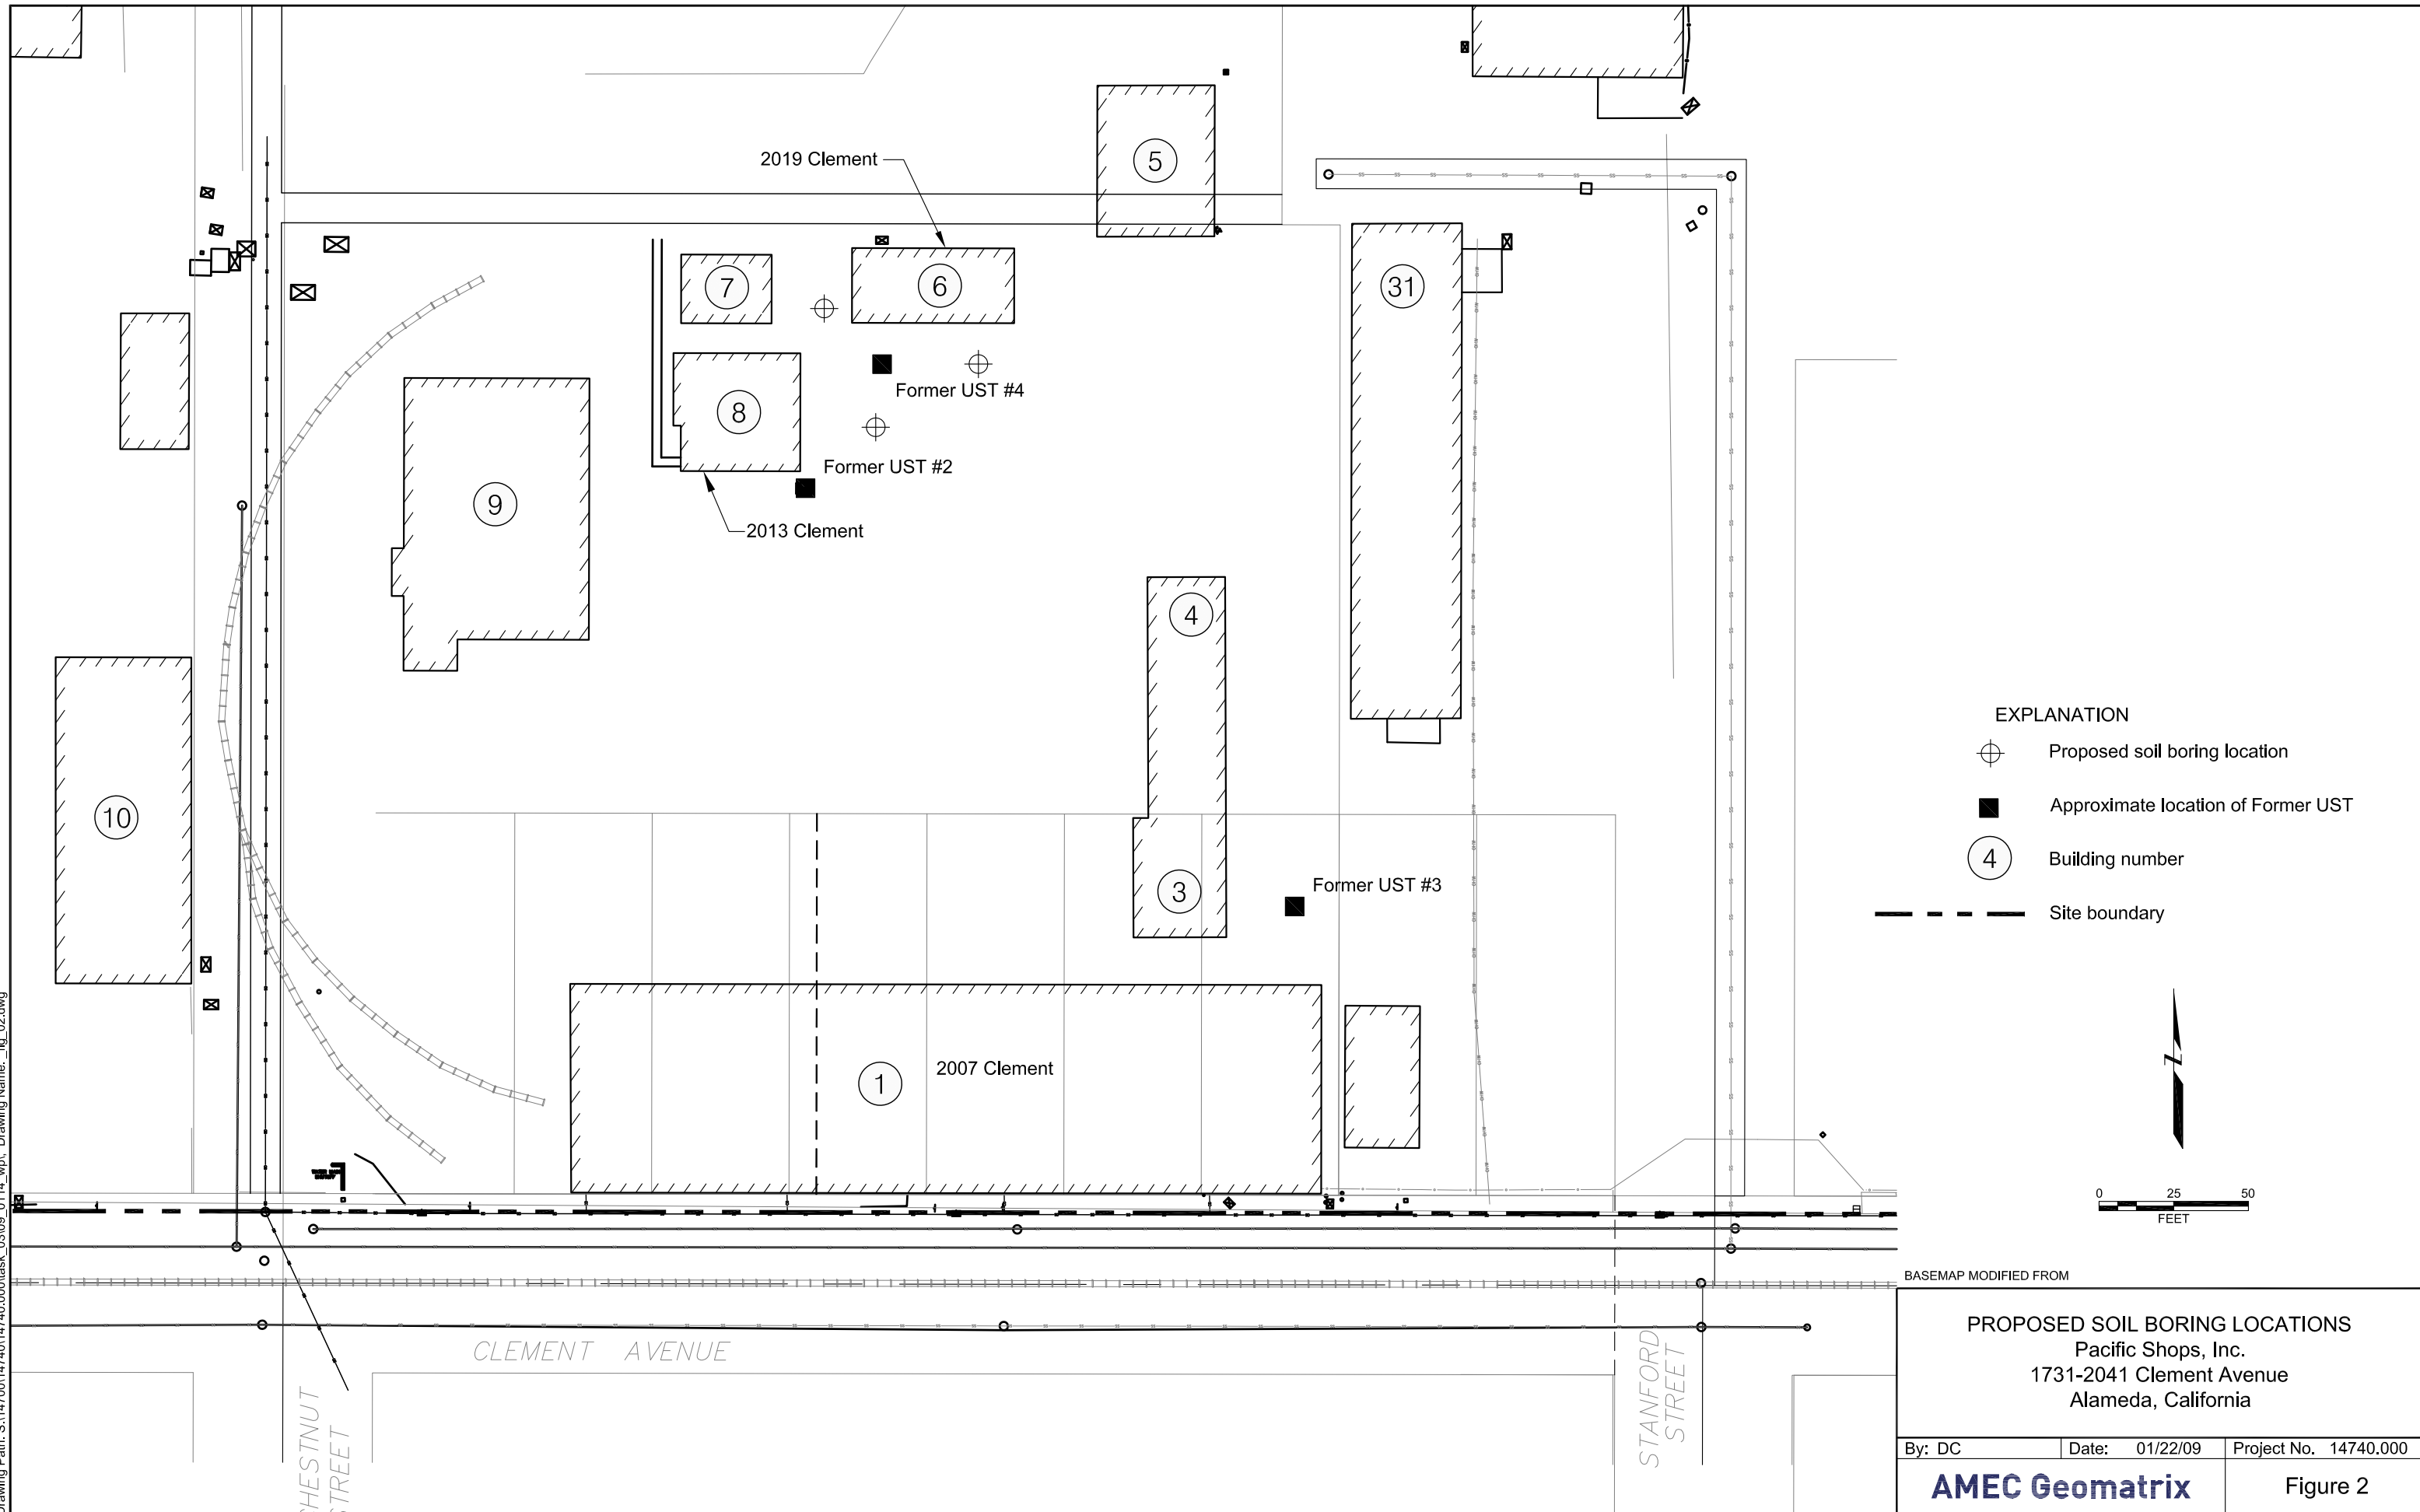 2019 Clement
5
7
6
31
Former UST #4
8
Former UST #2
9
2013 Clement
4
10
3
Former UST #3
1
2007 Clement
EXPLANATION
Proposed soil boring location
Approximate location of Former UST
4
Building number
Site boundary
Z
0 25 50
FEET
BASEMAP MODIFIED FROM
CLEMENT AVENUE
CHESTNUT
STREET
STANFORD
STREET
PROPOSED SOIL BORING LOCATIONS
Pacific Shops, Inc.
1731-2041 Clement Avenue
Alameda, California
By: DC
Date: 01/22/09
Project No. 14740.000
AMEC Geomatrix
Figure 2